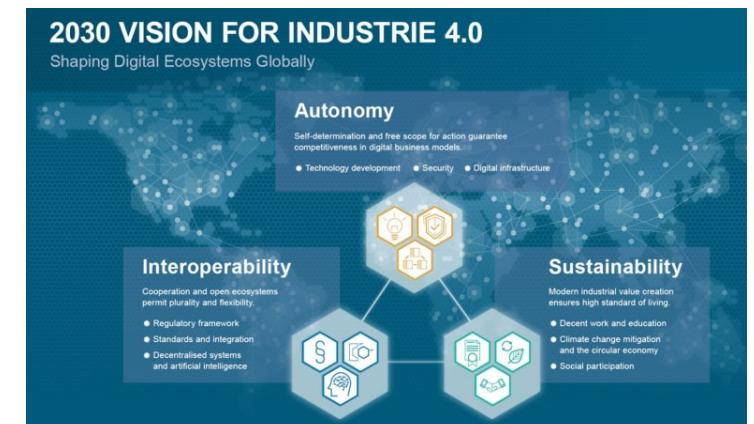 2030 VISION FOR INDUSTRIE 4.0
Shaping Digital Ecosystems Globally
Autonomy
Self-determination and free scope for action guarantee
competitiveness in digital business models.
Technology development
Security
Digital infrastructure
Interoperability
Cooperation and open ecosystems
permit plurality and flexibility.
Regulatory framework
Standards and integration
Decentralised systems
and artificial intelligence
§
Sustainability
Modern industrial value creation
ensures high standard of living.
Decent work and education
Climate change mitigation
and the circular economy
Social participation